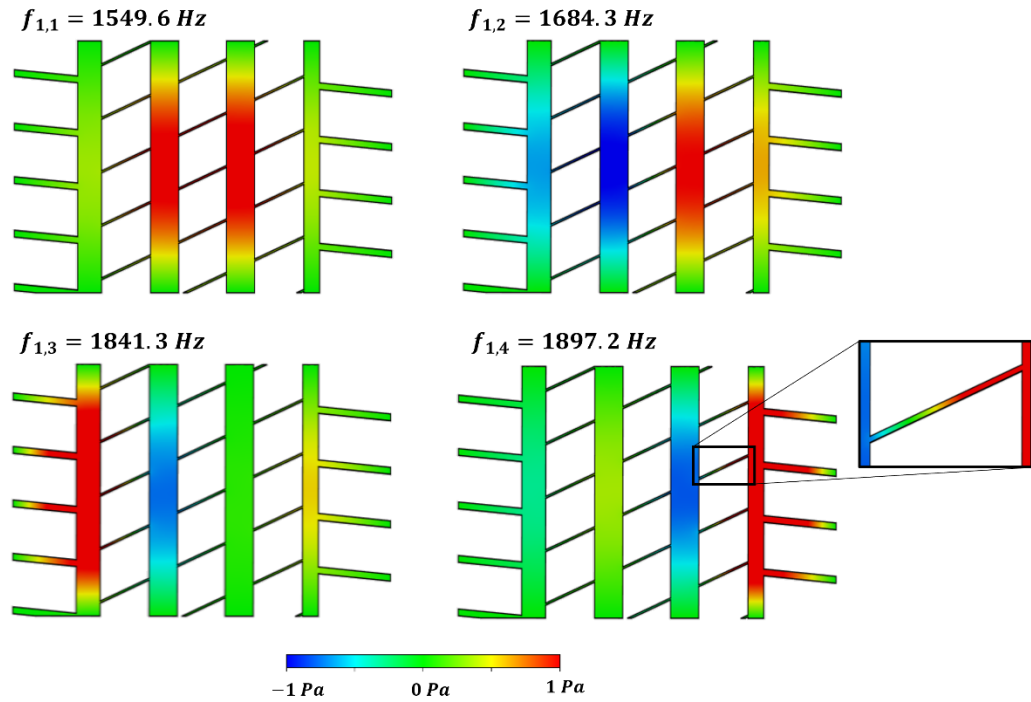 f1,1 = 1549.6 Hz
f1,2 = 1684.3 Hz
f1,3 = 1841.3 Hz
f1,4 = 1897.2 Hz
−1 Pa
0 Pa
1 Pa